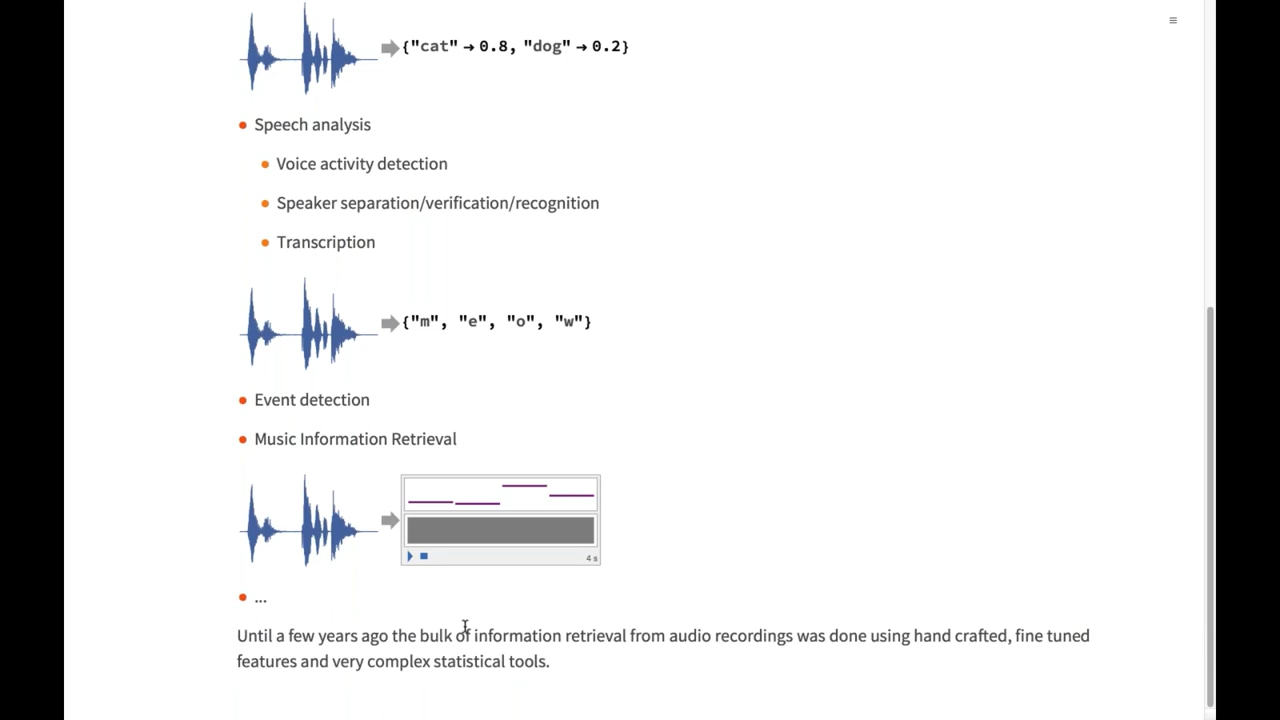 {"cat" → 0.8, "dog" → 0.2}
Speech analysis
Voice activity detection
Speaker separation/verification/recognition
Transcription
{"m", "e", "o", "w"}
Event detection
Music Information Retrieval
4 s
...
Until a few years ago the bulk of information retrieval from audio recordings was done using hand crafted, fine tuned
features and very complex statistical tools.